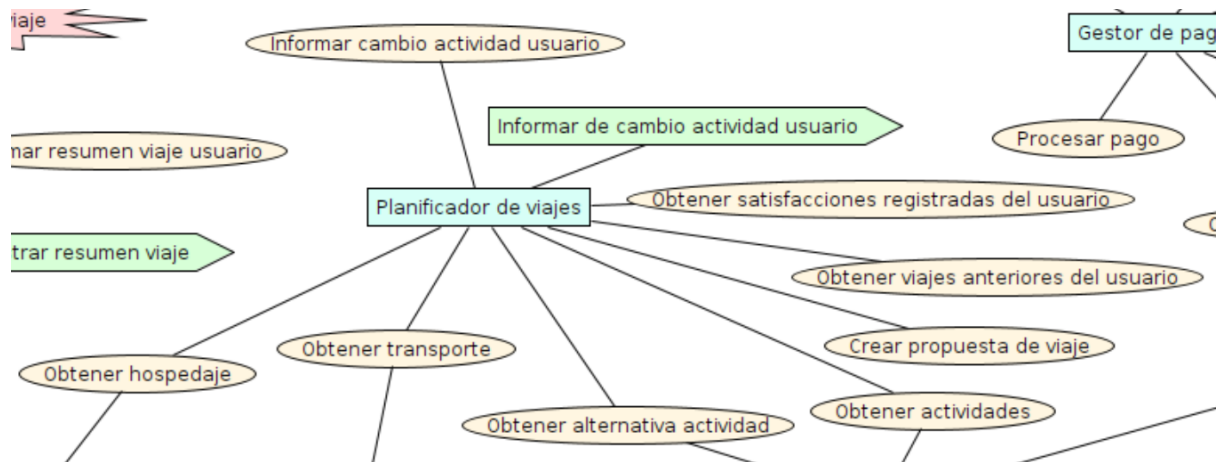 viaje
Informar cambio actividad usuario
Gestor de pag
Informar de cambio actividad usuario
Procesar pago
mar resumen viaje usuario
Planificador de viajes
Obtener satisfacciones registradas del usuario
trar resumen viaje
Obtener viajes anteriores del usuario
Obtener transporte
Crear propuesta de viaje
Obtener hospedaje
Obtener actividades
Obtener alternativa actividad